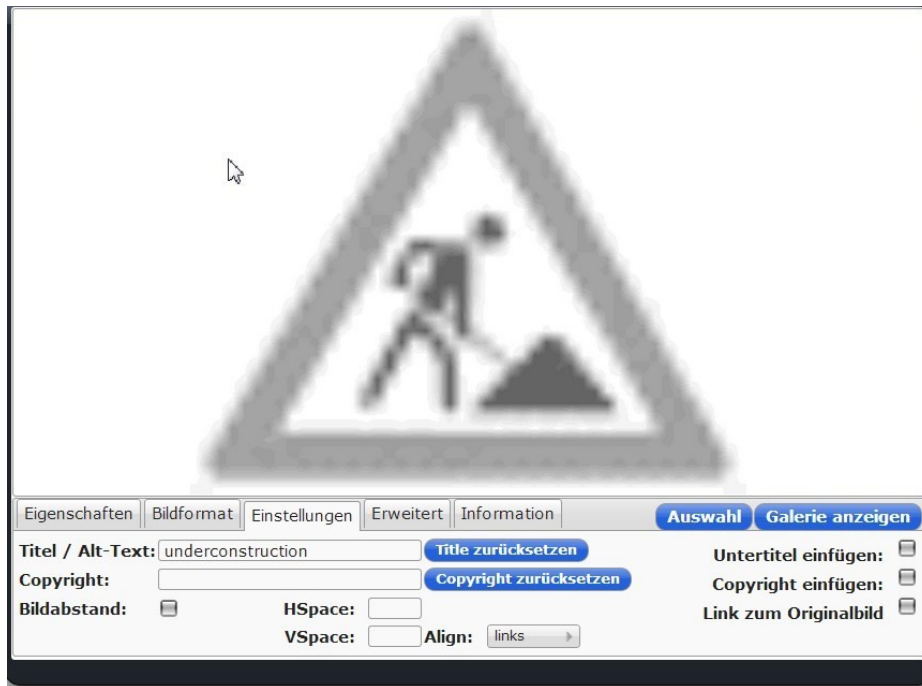 Eigenschaften Bildformat Einstellungen Erweitert Information Auswahl Galerie anzeigen
Titel / Alt-Text: underconstruction Title zurücksetzen Untertitel einfügen:
Copyright: Copyright zurücksetzen Copyright einfügen:
Bildabstand: HSpace: Link zum Originalbild
VSpace: Align: links